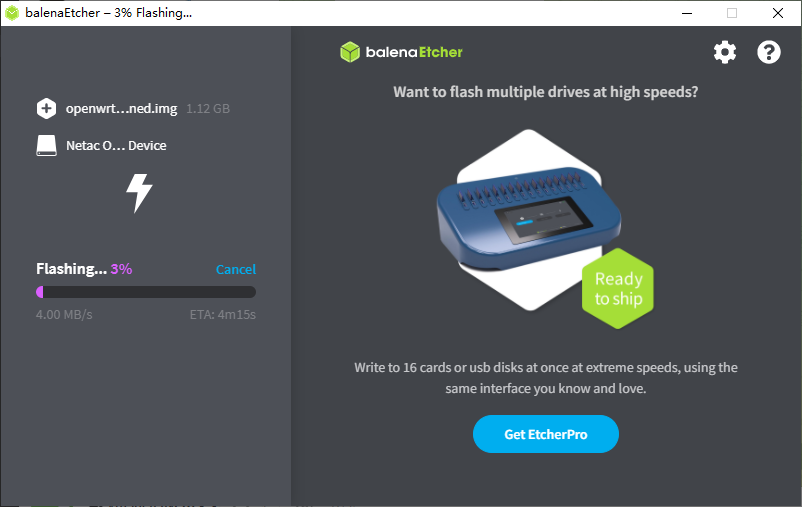 balenaEtcher – 3% Flashing...
balenaEtcher
Want to flash multiple drives at high speeds?
openwrt...ned.img 1.12 GB
Netac O... Device
Flashing... 3% Cancel
4.00 MB/s ETA: 4m15s
Ready
to ship
Write to 16 cards or usb disks at once at extreme speeds, using the
same interface you know and love.
Get EtcherPro